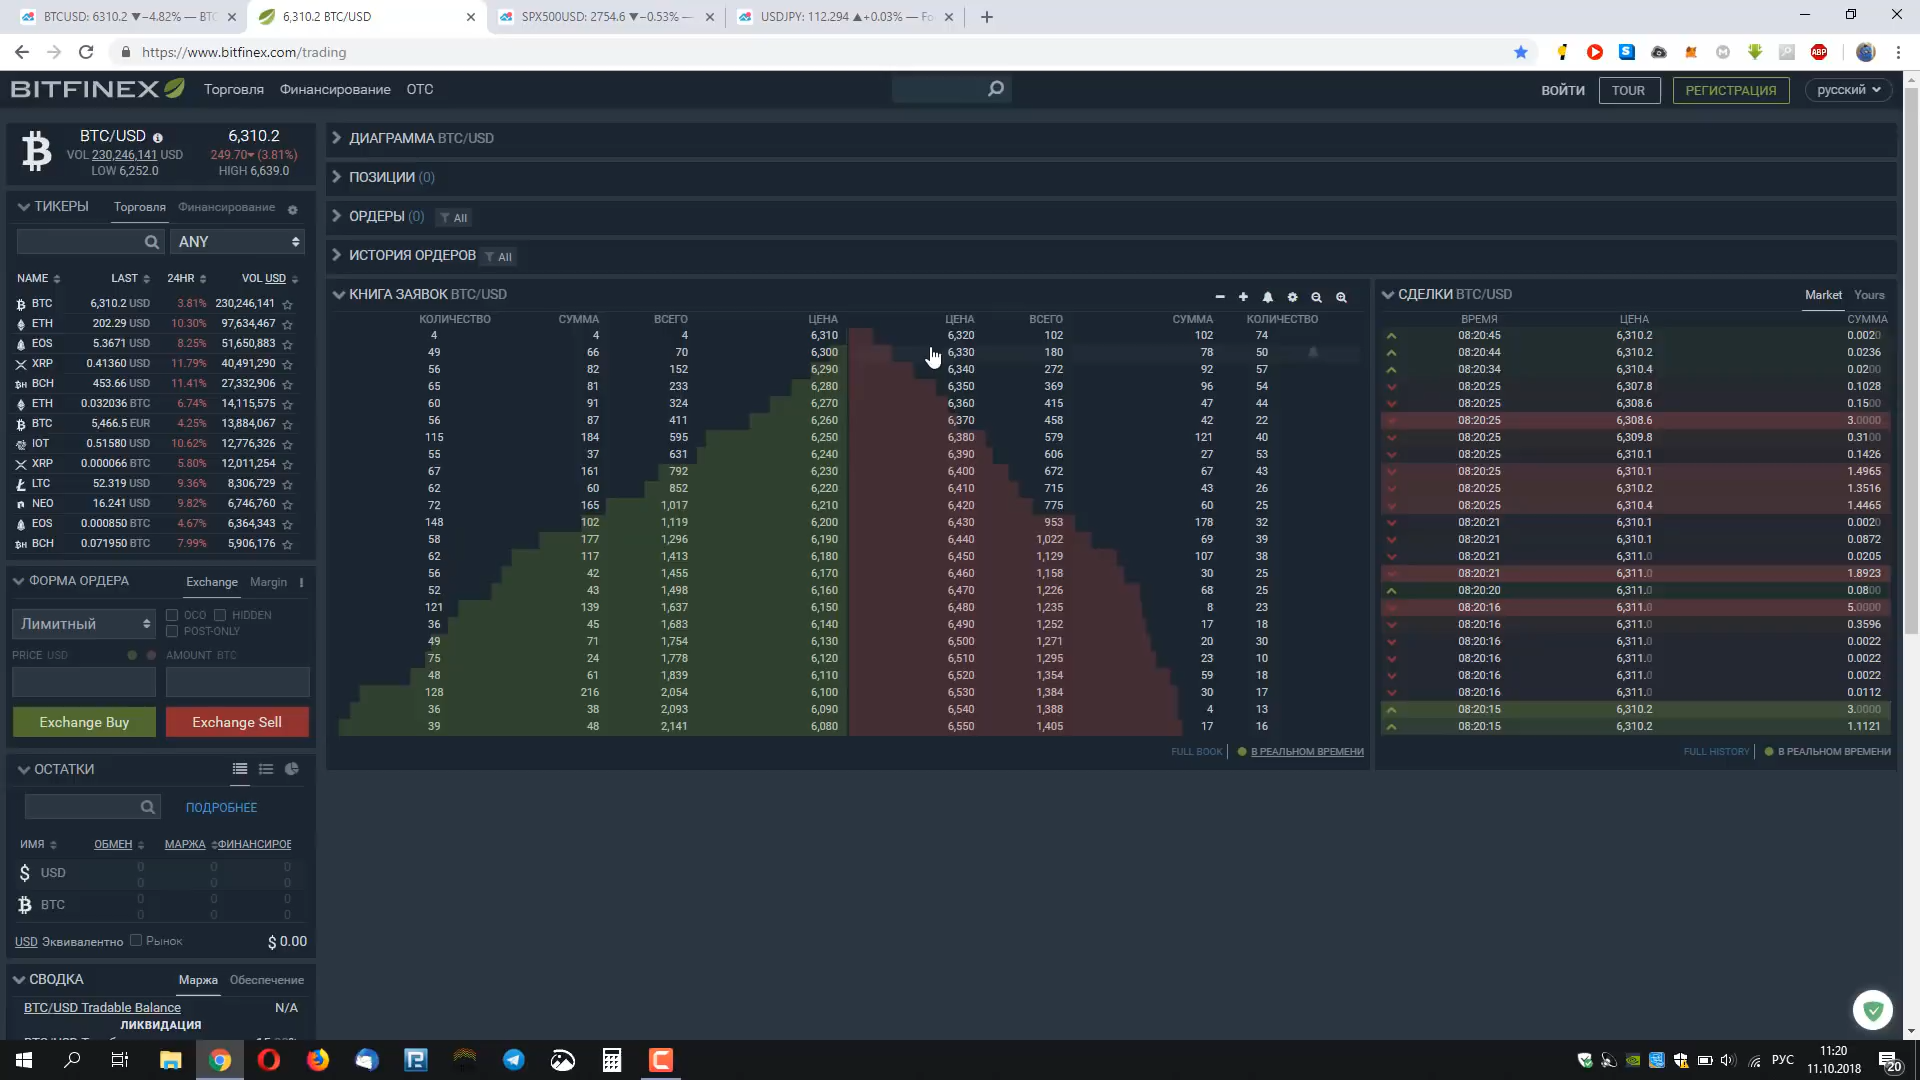 BTCUSD: 6310.2 ▼−4.82% — BTC
6,310.2 BTC/USD
SPX500USD: 2754.6 ▼−0.53% —
USDJPY: 112.294 ▲+0.03% — Fo
https://www.bitfinex.com/trading
BITFINEX
Торговля
Финансирование
OTC
ВОЙТИ
TOUR
РЕГИСТРАЦИЯ
русский
BTC/USD
6,310.2
VOL 230,246,141 USD
249.70 (3.81%)
LOW 6,252.0
HIGH 6,639.0
ТИКЕРЫ Торговля Финансирование
ANY
NAME LAST 24HR VOL USD
BTC 6,310.2 USD 3.81% 230,246,141
ETH 202.29 USD 10.30% 97,634,467
EOS 5.3671 USD 8.25% 51,650,883
XRP 0.41360 USD 11.79% 40,491,290
BCH 453.66 USD 11.41% 27,332,906
ETH 0.032036 BTC 6.74% 14,115,575
BTC 5,466.5 EUR 4.25% 13,884,067
IOT 0.51580 USD 10.62% 12,776,326
XRP 0.000066 BTC 5.80% 12,011,254
LTC 52.319 USD 9.36% 8,306,729
NEO 16.241 USD 9.82% 6,746,760
EOS 0.000850 BTC 4.67% 6,364,343
BCH 0.071950 BTC 7.99% 5,906,176
ФОРМА ОРДЕРА Exchange Margin
Лимитный
OCO HIDDEN
POST-ONLY
PRICE USD AMOUNT BTC
Exchange Buy Exchange Sell
ОСТАТКИ
ПОДРОБНЕЕ
ИМЯ ОБМЕН МАРЖА ФИНАНСИРОВ
USD 0 0 0
0 0 0
BTC 0 0 0
0 0 0
USD Эквивалентно Рынок $ 0.00
СВОДКА Маржа Обеспечение
BTC/USD Tradable Balance N/A
ЛИКВИДАЦИЯ
ДИАГРАММА BTC/USD
ПОЗИЦИИ (0)
ОРДЕРЫ (0) All
ИСТОРИЯ ОРДЕРОВ All
КНИГА ЗАЯВОК BTC/USD
КОЛИЧЕСТВО СУММА ВСЕГО ЦЕНА ЦЕНА ВСЕГО СУММА КОЛИЧЕСТВО
4 4 4 6,310 6,320 102 102 74
49 66 70 6,300 6,330 180 78 50
56 82 152 6,290 6,340 272 92 57
65 81 233 6,280 6,350 369 96 54
60 91 324 6,270 6,360 415 47 44
56 87 411 6,260 6,370 458 42 22
115 184 595 6,250 6,380 579 121 40
55 37 631 6,240 6,390 606 27 53
67 161 792 6,230 6,400 672 67 43
62 60 852 6,220 6,410 715 43 26
72 165 1,017 6,210 6,420 775 60 25
148 102 1,119 6,200 6,430 953 178 32
58 177 1,296 6,190 6,440 1,022 69 39
62 117 1,413 6,180 6,450 1,129 107 38
56 42 1,455 6,170 6,460 1,158 30 25
52 43 1,498 6,160 6,470 1,226 68 25
121 139 1,637 6,150 6,480 1,235 8 23
36 45 1,683 6,140 6,490 1,252 17 18
49 71 1,754 6,130 6,500 1,271 20 30
75 24 1,778 6,120 6,510 1,295 23 10
48 61 1,839 6,110 6,520 1,354 59 18
128 216 2,054 6,100 6,530 1,384 30 17
36 38 2,093 6,090 6,540 1,388 4 13
39 48 2,141 6,080 6,550 1,405 17 16
FULL BOOK В РЕАЛЬНОМ ВРЕМЕНИ
СДЕЛКИ BTC/USD Market Yours
ВРЕМЯ ЦЕНА СУММА
08:20:45 6,310.2 0.0020
08:20:44 6,310.2 0.0236
08:20:34 6,310.4 0.0200
08:20:25 6,307.8 0.1028
08:20:25 6,308.6 0.1500
08:20:25 6,308.6 3.0000
08:20:25 6,309.8 0.3100
08:20:25 6,310.1 0.1426
08:20:25 6,310.1 1.4965
08:20:25 6,310.2 1.3516
08:20:25 6,310.4 1.4465
08:20:21 6,310.1 0.0020
08:20:21 6,310.1 0.0872
08:20:21 6,311.0 0.0205
08:20:21 6,311.0 1.8923
08:20:20 6,311.0 0.0800
08:20:16 6,311.0 5.0000
08:20:16 6,311.0 0.3596
08:20:16 6,311.0 0.0022
08:20:16 6,311.0 0.0022
08:20:16 6,311.0 0.0022
08:20:16 6,311.0 0.0112
08:20:15 6,310.2 3.0000
08:20:15 6,310.2 1.1121
FULL HISTORY В РЕАЛЬНОМ ВРЕМЕНИ
РУС
11:20
11.10.2018
20
ABP